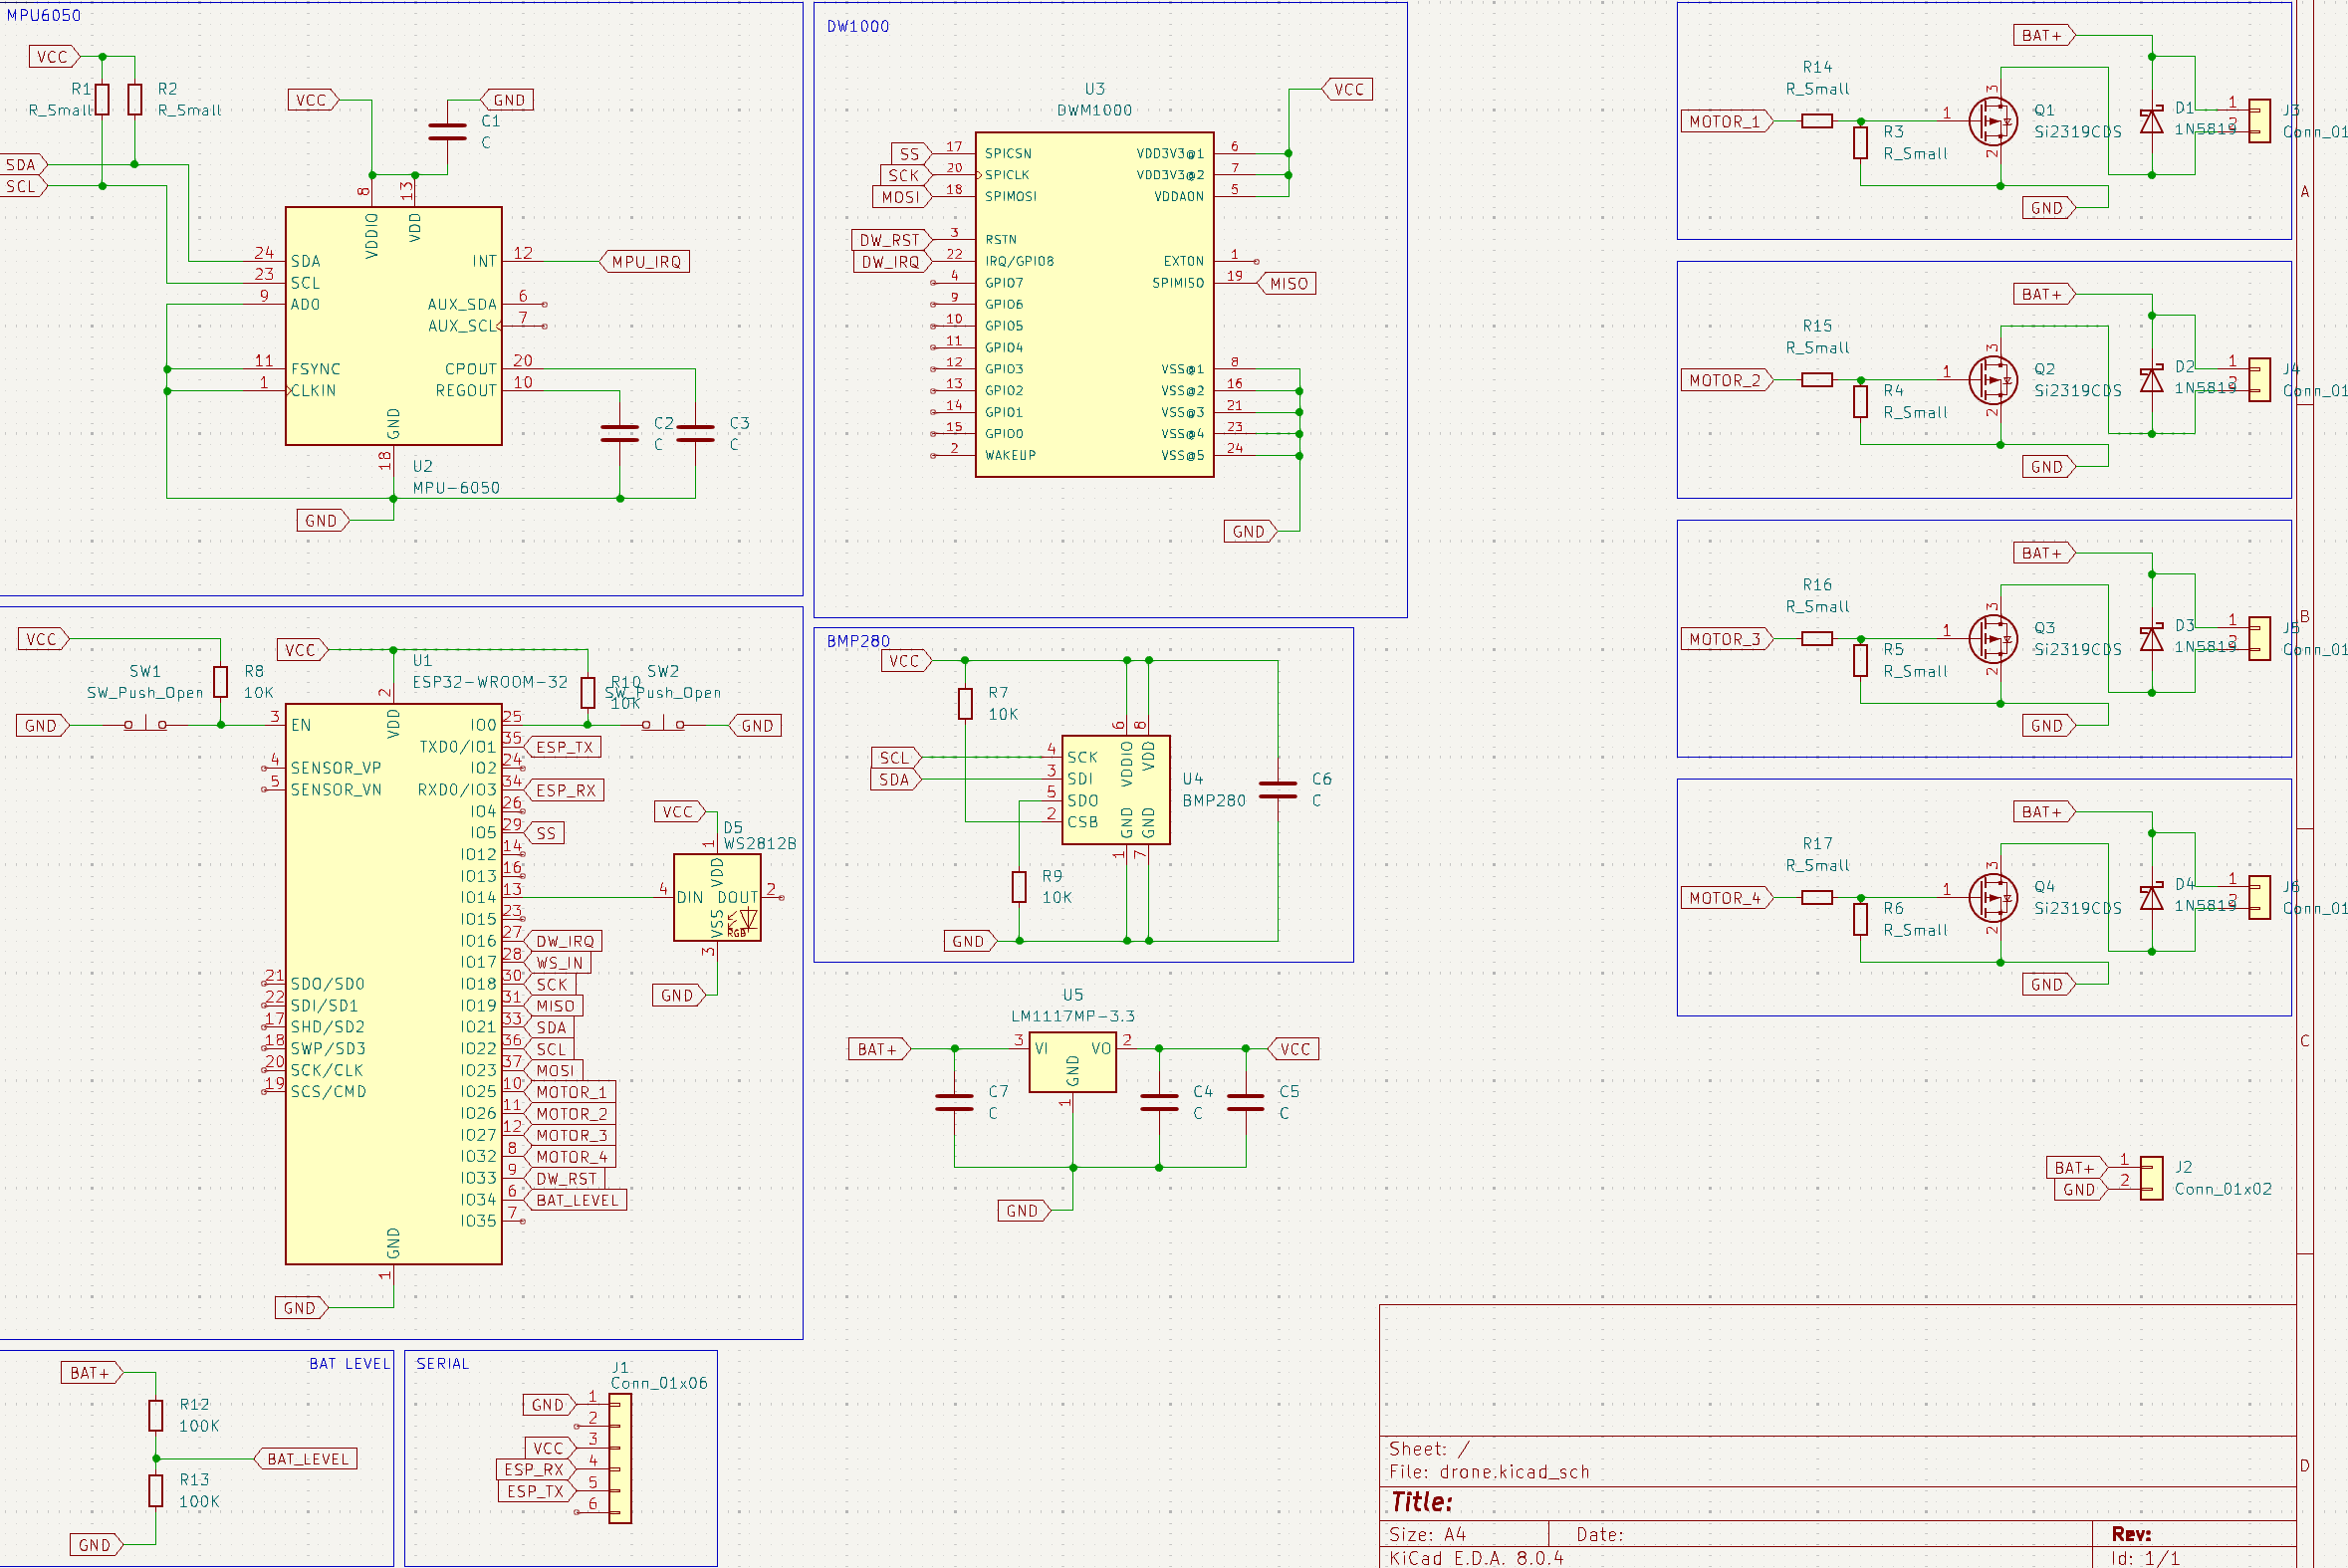 MPU6050
VCC
R1
R_Small
R2
R_Small
SDA
SCL
VCC
GND
C1
C
8
13
VDDIO
VDD
24
SDA
23
SCL
9
AD0
11
FSYNC
1
CLKIN
INT
12
MPU_IRQ
AUX_SDA
6
AUX_SCL
7
CPOUT
20
REGOUT
10
GND
18
U2
MPU-6050
C2
C
C3
C
GND
DW1000
U3
DWM1000
VCC
SS
17
SPICSN
SCK
20
SPICLK
MOSI
18
SPIMOSI
DW_RST
3
RSTN
DW_IRQ
22
IRQ/GPIO8
4
GPIO7
9
GPIO6
10
GPIO5
11
GPIO4
12
GPIO3
13
GPIO2
14
GPIO1
15
GPIO0
2
WAKEUP
VDD3V3@1
6
VDD3V3@2
7
VDDAON
5
EXTON
1
SPIMISO
19
MISO
VSS@1
8
VSS@2
16
VSS@3
21
VSS@4
23
VSS@5
24
GND
BAT+
R14
R_Small
MOTOR_1
R3
R_Small
1
3
2
Q1
Si2319CDS
D1
1N5819
1
2
J3
GND
A
BAT+
R15
R_Small
MOTOR_2
R4
R_Small
1
3
2
Q2
Si2319CDS
D2
1N5819
1
2
J4
GND
BAT+
R16
R_Small
MOTOR_3
R5
R_Small
1
3
2
Q3
Si2319CDS
D3
1N5819
1
2
J5
GND
B
BAT+
R17
R_Small
MOTOR_4
R6
R_Small
1
3
2
Q4
Si2319CDS
D4
1N5819
1
2
J6
GND
C
VCC
SW1
SW_Push_Open
R8
10K
GND
VCC
U1
ESP32-WROOM-32
R10
10K
SW2
SW_Push_Open
GND
2
VDD
3
EN
4
SENSOR_VP
5
SENSOR_VN
21
SDO/SD0
22
SDI/SD1
17
SHD/SD2
18
SWP/SD3
20
SCK/CLK
19
SCS/CMD
IO0
25
TXD0/IO1
35
ESP_TX
IO2
24
RXD0/IO3
34
ESP_RX
IO4
26
IO5
29
SS
IO12
14
IO13
16
IO14
13
IO15
23
IO16
27
DW_IRQ
IO17
28
WS_IN
IO18
30
SCK
IO19
31
MISO
IO21
33
SDA
IO22
36
SCL
IO23
37
MOSI
IO25
10
MOTOR_1
IO26
11
MOTOR_2
IO27
12
MOTOR_3
IO32
8
MOTOR_4
IO33
9
DW_RST
IO34
6
BAT_LEVEL
IO35
7
GND
1
GND
VCC
D5
WS2812B
1
VDD
4
DIN
DOUT
2
VSS
RGB
3
GND
BMP280
VCC
R7
10K
SCL
SDA
4
SCK
3
SDI
5
SDO
2
CSB
6
8
VDDIO
VDD
GND
GND
1
7
U4
BMP280
C6
C
R9
10K
GND
U5
LM1117MP-3.3
BAT+
3
VI
VO
2
VCC
GND
1
C7
C
C4
C
C5
C
GND
BAT+
1
GND
2
J2
Conn_01x02
BAT LEVEL
BAT+
R12
100K
BAT_LEVEL
R13
100K
GND
SERIAL
J1
Conn_01x06
GND
1
2
VCC
3
ESP_RX
4
ESP_TX
5
6
Sheet: /
File: drone.kicad_sch
Title:
Size: A4
Date:
Rev:
KiCad E.D.A. 8.0.4
Id: 1/1
D